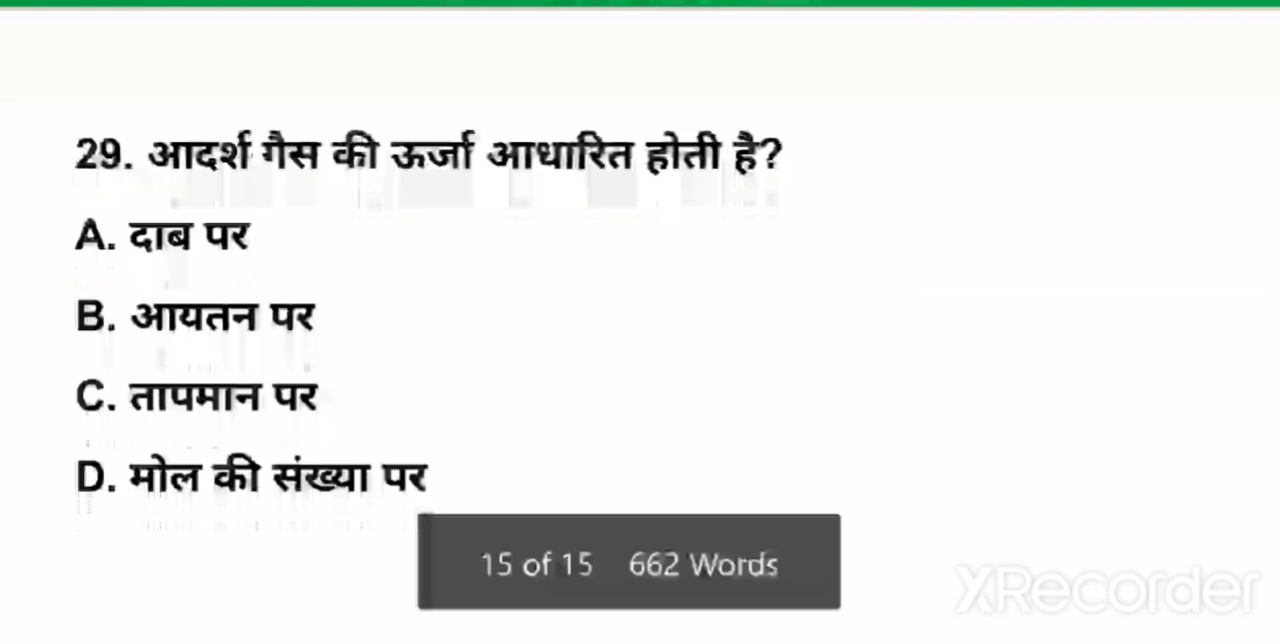 29. आदर्श गैस की ऊर्जा आधारित होती है?
A. दाब पर
B. आयतन पर
C. तापमान पर
D. मोल की संख्या पर
15 of 15 662 Words
XRecorder